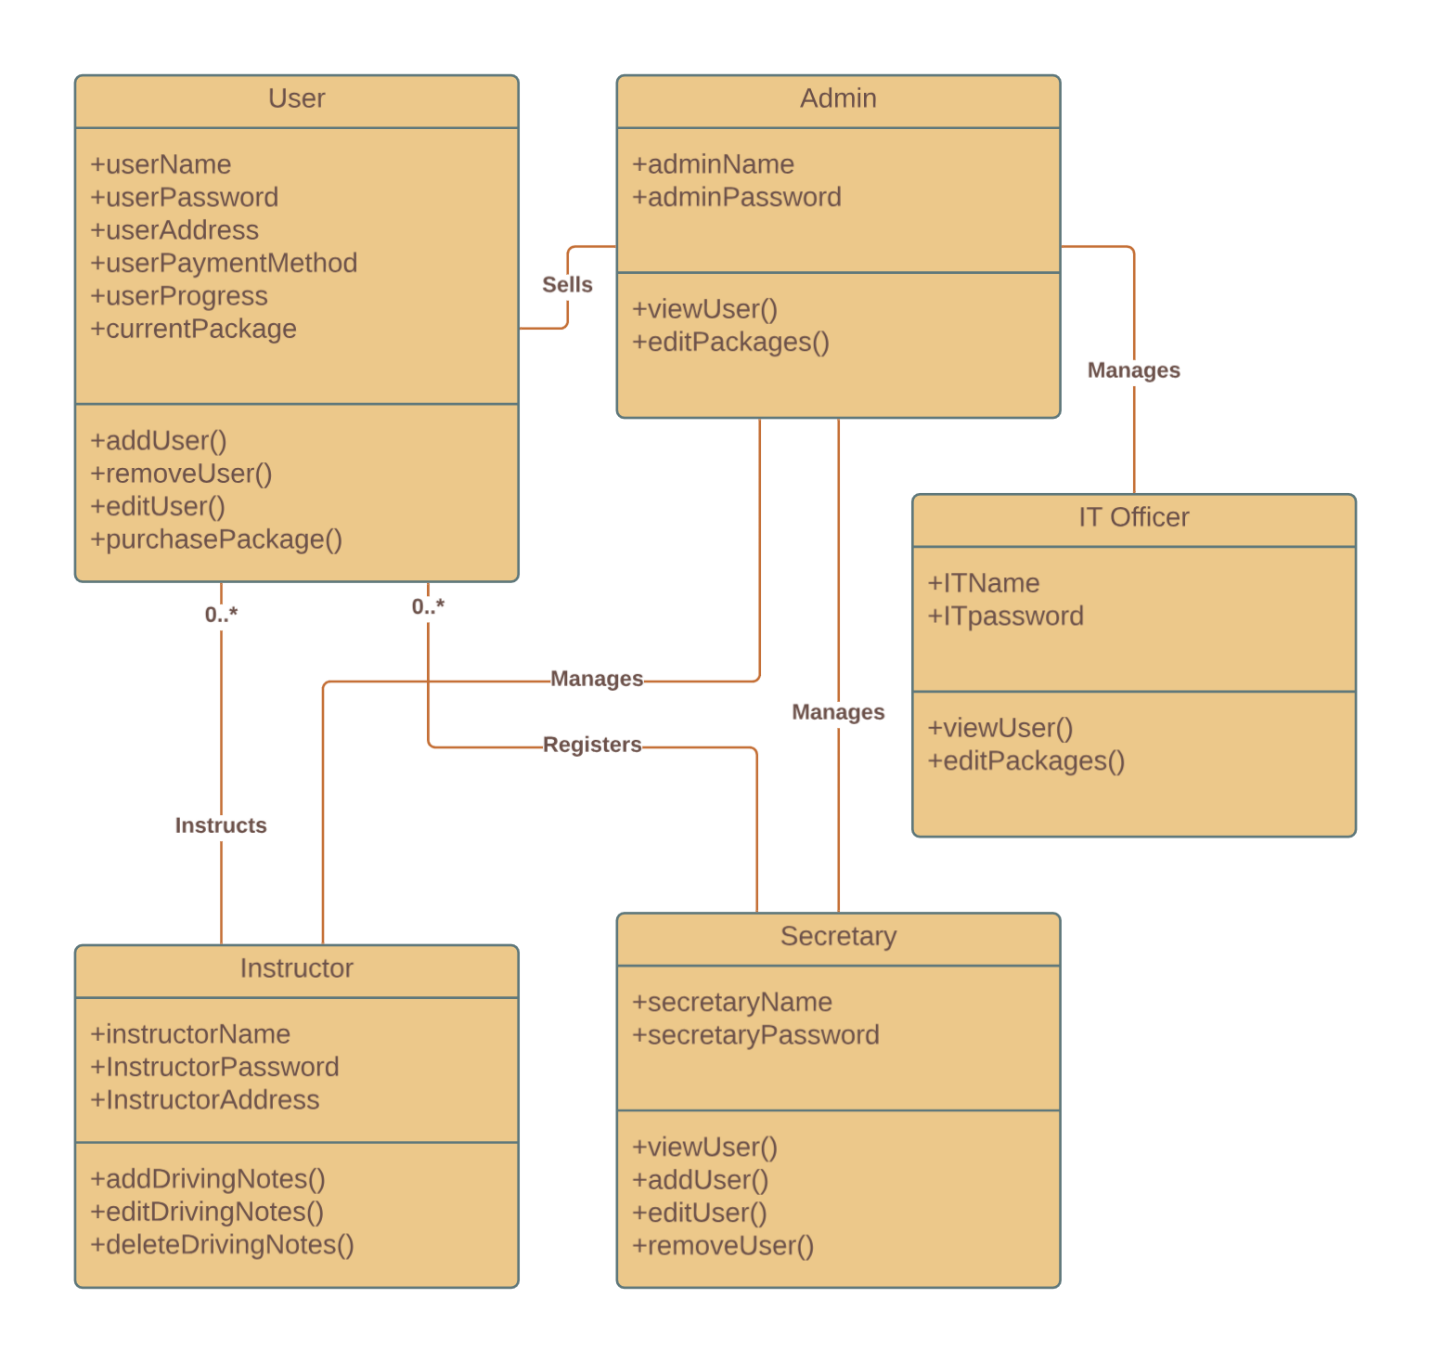 User
+userName
+userPassword
+userAddress
+userPaymentMethod
+userProgress
+currentPackage
+addUser()
+removeUser()
+editUser()
+purchasePackage()
Admin
+adminName
+adminPassword
+viewUser()
+editPackages()
Sells
Manages
IT Officer
+ITName
+ITpassword
+viewUser()
+editPackages()
0..*
0..*
Manages
Manages
Registers
Instructs
Instructor
+instructorName
+InstructorPassword
+InstructorAddress
+addDrivingNotes()
+editDrivingNotes()
+deleteDrivingNotes()
Secretary
+secretaryName
+secretaryPassword
+viewUser()
+addUser()
+editUser()
+removeUser()